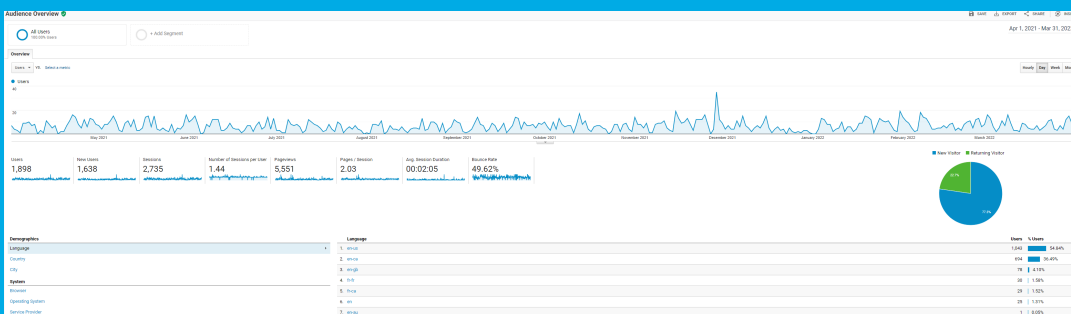 Audience Overview
SAVE EXPORT SHARE
All Users
100.00% Users
+ Add Segment
Apr 1, 2021 - Mar 31, 202
Overview
Users VS. Select a metric
Hourly Day Week Mo
Users
40
20
May 2021 June 2021 July 2021 August 2021 September 2021 October 2021 November 2021 December 2021 January 2022 February 2022 March 2022
New Visitor Returning Visitor
Users
1,898
New Users
1,638
Sessions
2,735
Number of Sessions per User
1.44
Pageviews
5,551
Pages / Session
2.03
Avg. Session Duration
00:02:05
Bounce Rate
49.62%
Demographics
Language
Country
City
System
Browser
Operating System
Service Provider
Language Users % Users
1. en-us 1,043 54.84%
2. en-ca 694 36.49%
3. en-gb 78 4.10%
4. 30 1.58%
5. fr-ca 29 1.52%
6. en 1.31%
7. en-au 1 0.05%